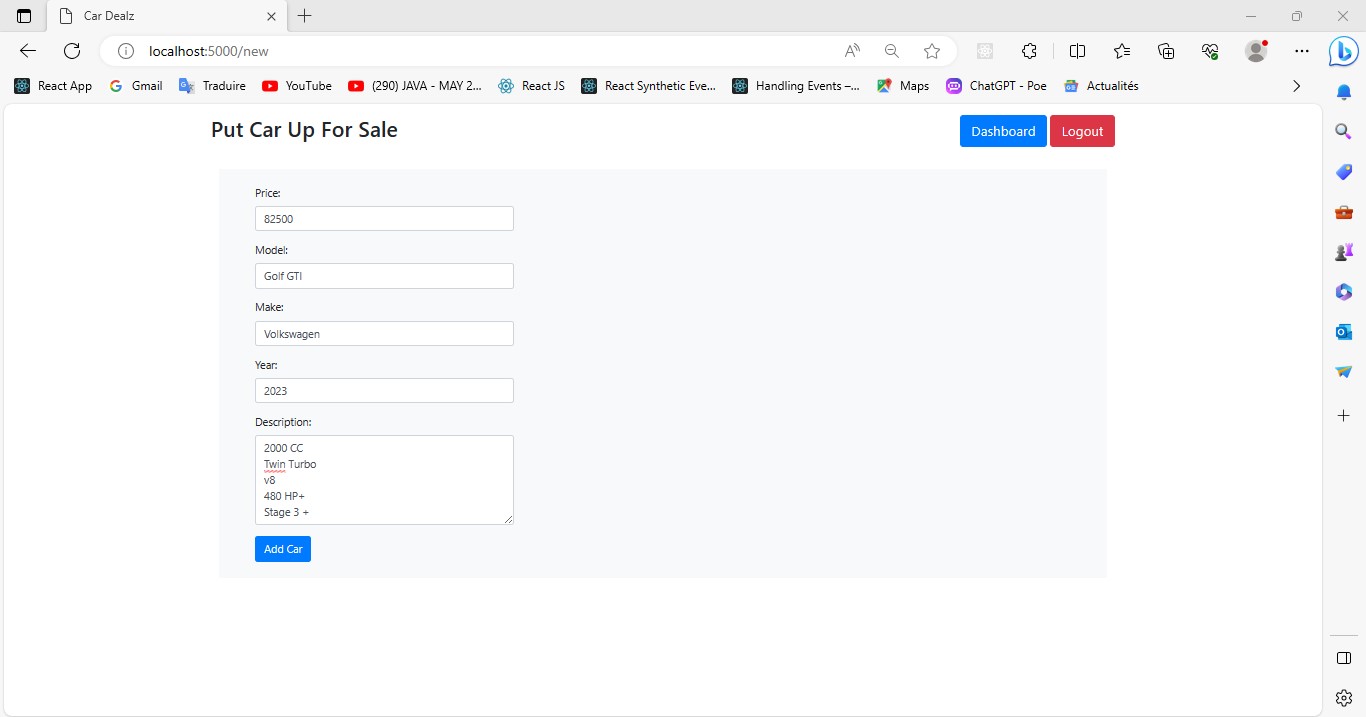 Car Dealz
localhost:5000/new
React App
Gmail
Traduire
YouTube
(290) JAVA - MAY 2...
React JS
React Synthetic Eve...
Handling Events –...
Maps
ChatGPT - Poe
Actualités
Put Car Up For Sale
Dashboard
Logout
Price:
82500
Model:
Golf GTI
Make:
Volkswagen
Year:
2023
Description:
2000 CC
Twin Turbo
v8
480 HP+
Stage 3 +
Add Car